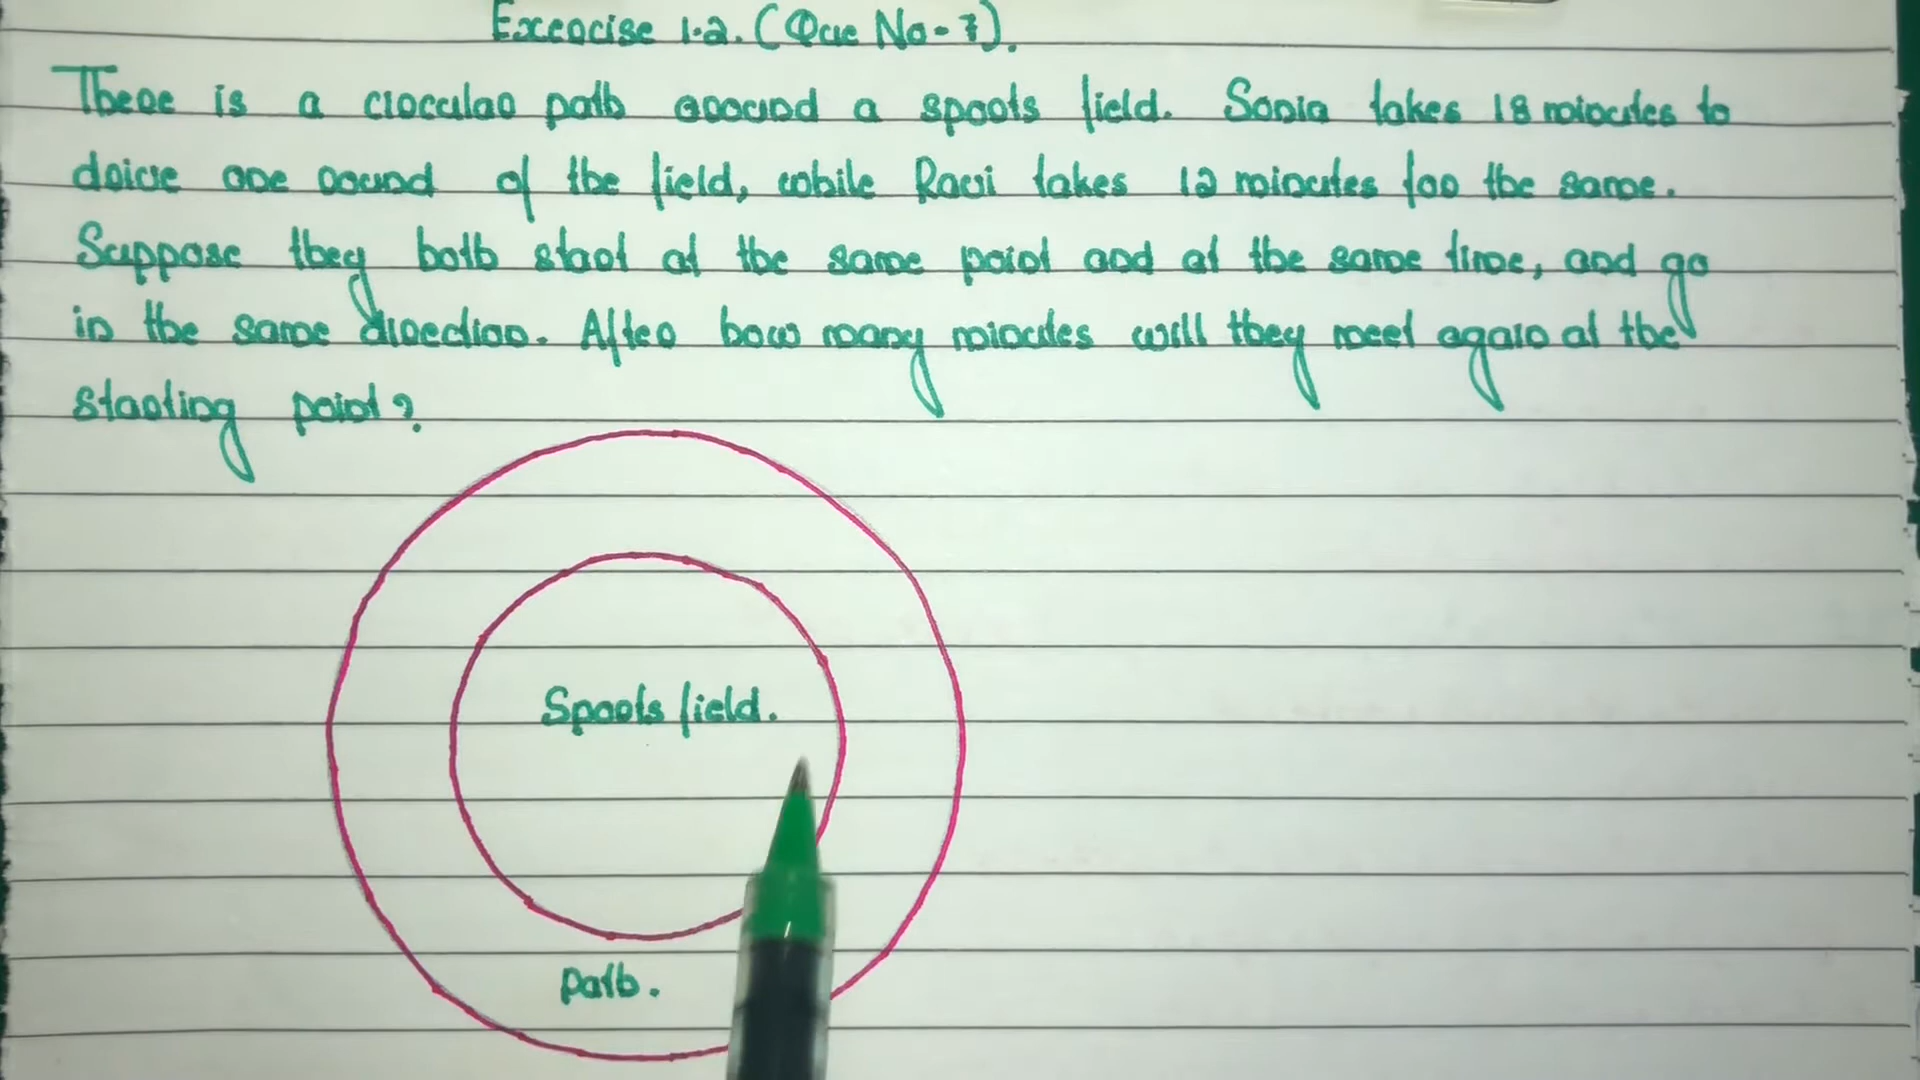 Exercise 1.2. (Que No-7).
There is a circular path around a sports field. Sonia takes 18 minutes to
drive one round of the field, while Ravi takes 12 minutes for the same.
Suppose they both start at the same point and at the same time, and go
in the same direction. After how many minutes will they meet again at the
starting point?
Sports field.
Path.